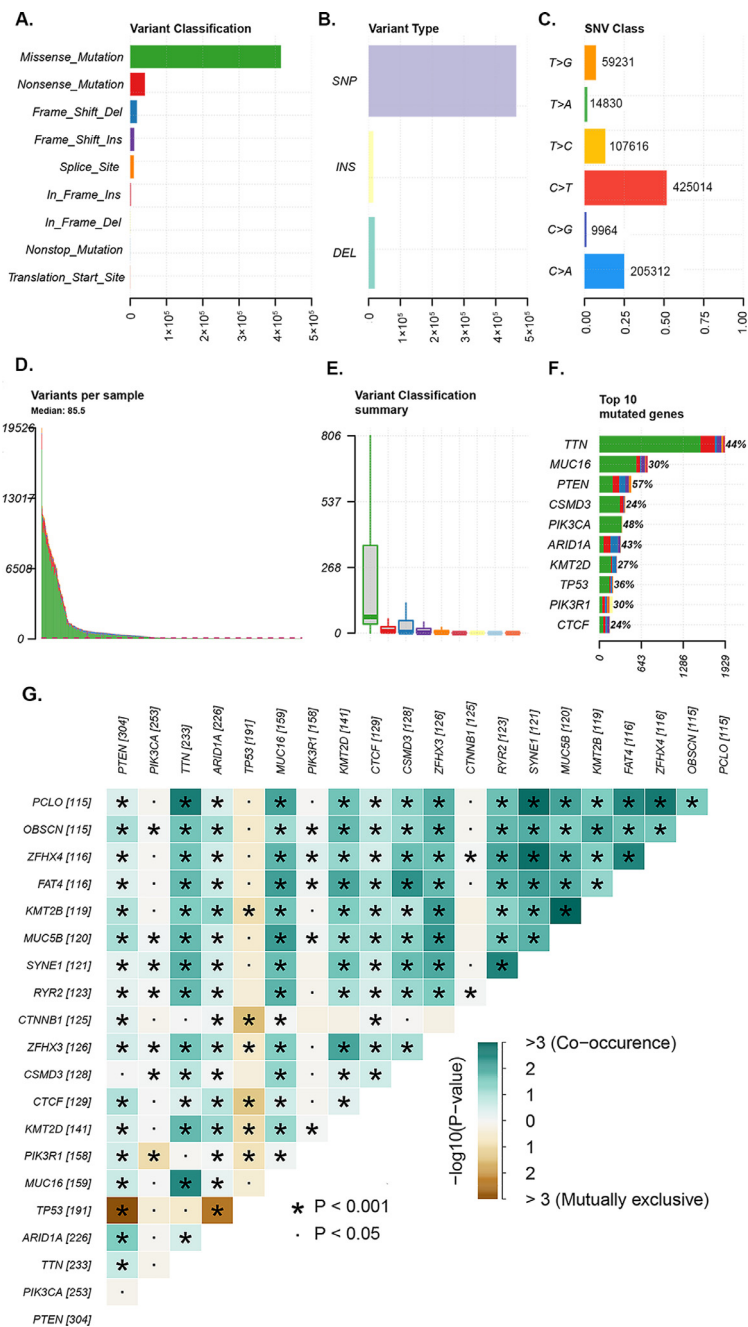 A.
Variant Classification
Missense_Mutation
Nonsense_Mutation
Frame_Shift_Del
Frame_Shift_Ins
Splice_Site
In_Frame_Ins
In_Frame_Del
Nonstop_Mutation
Translation_Start_Site
0
1×10⁵
2×10⁵
3×10⁵
4×10⁵
5×10⁵
B.
Variant Type
SNP
INS
DEL
0
1×10⁵
2×10⁵
3×10⁵
4×10⁵
5×10⁵
C.
SNV Class
T>G
59231
T>A
14830
T>C
107616
C>T
425014
C>G
9964
C>A
205312
0.00
0.25
0.50
0.75
1.00
D.
Variants per sample
Median: 85.5
19526
13017
6508
0
E.
Variant Classification
summary
806
537
268
0
F.
Top 10
mutated genes
TTN 44%
MUC16 30%
PTEN 57%
CSMD3 24%
PIK3CA 48%
ARID1A 43%
KMT2D 27%
TP53 36%
PIK3R1 30%
CTCF 24%
0
643
1286
1929
G.
PTEN [304]
PIK3CA [253]
TTN [233]
ARID1A [226]
TP53 [191]
MUC16 [159]
PIK3R1 [158]
KMT2D [141]
CTCF [129]
CSMD3 [128]
ZFHX3 [126]
CTNNB1 [125]
RYR2 [123]
SYNE1 [121]
MUC5B [120]
KMT2B [119]
FAT4 [116]
ZFHX4 [116]
OBSCN [115]
PCLO [115]
PCLO [115]
OBSCN [115]
ZFHX4 [116]
FAT4 [116]
KMT2B [119]
MUC5B [120]
SYNE1 [121]
RYR2 [123]
CTNNB1 [125]
ZFHX3 [126]
CSMD3 [128]
CTCF [129]
KMT2D [141]
PIK3R1 [158]
MUC16 [159]
TP53 [191]
ARID1A [226]
TTN [233]
PIK3CA [253]
PTEN [304]
-log10(P-value)
>3 (Co-occurence)
2
1
0
1
2
> 3 (Mutually exclusive)
* P < 0.001
· P < 0.05